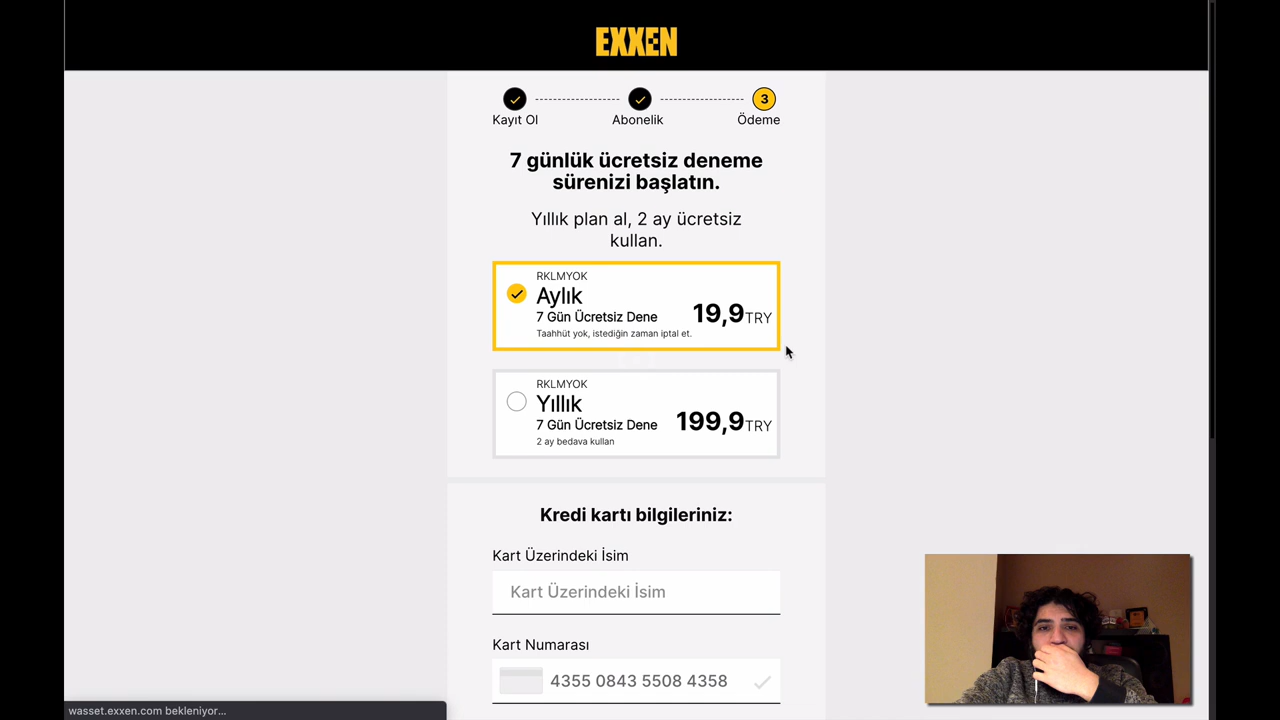 EXXEN
3
Kayıt Ol
Abonelik
Ödeme
7 günlük ücretsiz deneme
sürenizi başlatın.
Yıllık plan al, 2 ay ücretsiz
kullan.
RKLMYOK
Aylık
7 Gün Ücretsiz Dene
19,9TRY
Taahhüt yok, istediğin zaman iptal et.
RKLMYOK
Yıllık
7 Gün Ücretsiz Dene
199,9TRY
2 ay bedava kullan
Kredi kartı bilgileriniz:
Kart Üzerindeki İsim
Kart Üzerindeki İsim
Kart Numarası
4355 0843 5508 4358
wasset.exxen.com bekleniyor...